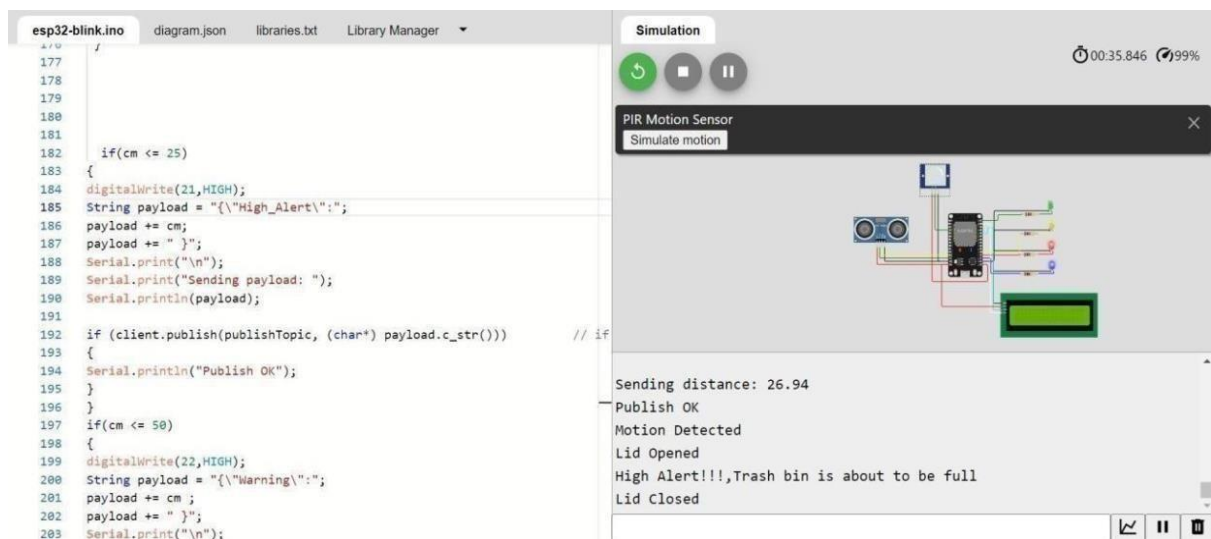 esp32-blink.ino diagram.json libraries.txt Library Manager
176 }
177
178
179
180
181
182 if(cm <= 25)
183 {
184 digitalWrite(21,HIGH);
185 String payload = "{\"High_Alert\":";
186 payload += cm;
187 payload += " }";
188 Serial.print("\n");
189 Serial.print("Sending payload: ");
190 Serial.println(payload);
191
192 if (client.publish(publishTopic, (char*) payload.c_str())) // if
193 {
194 Serial.println("Publish OK");
195 }
196 }
197 if(cm <= 50)
198 {
199 digitalWrite(22,HIGH);
200 String payload = "{\"Warning\":";
201 payload += cm ;
202 payload += " }";
203 Serial.print("\n");
Simulation
00:35.846 99%
PIR Motion Sensor
Simulate motion
Sending distance: 26.94
Publish OK
Motion Detected
Lid Opened
High Alert!!!,Trash bin is about to be full
Lid Closed